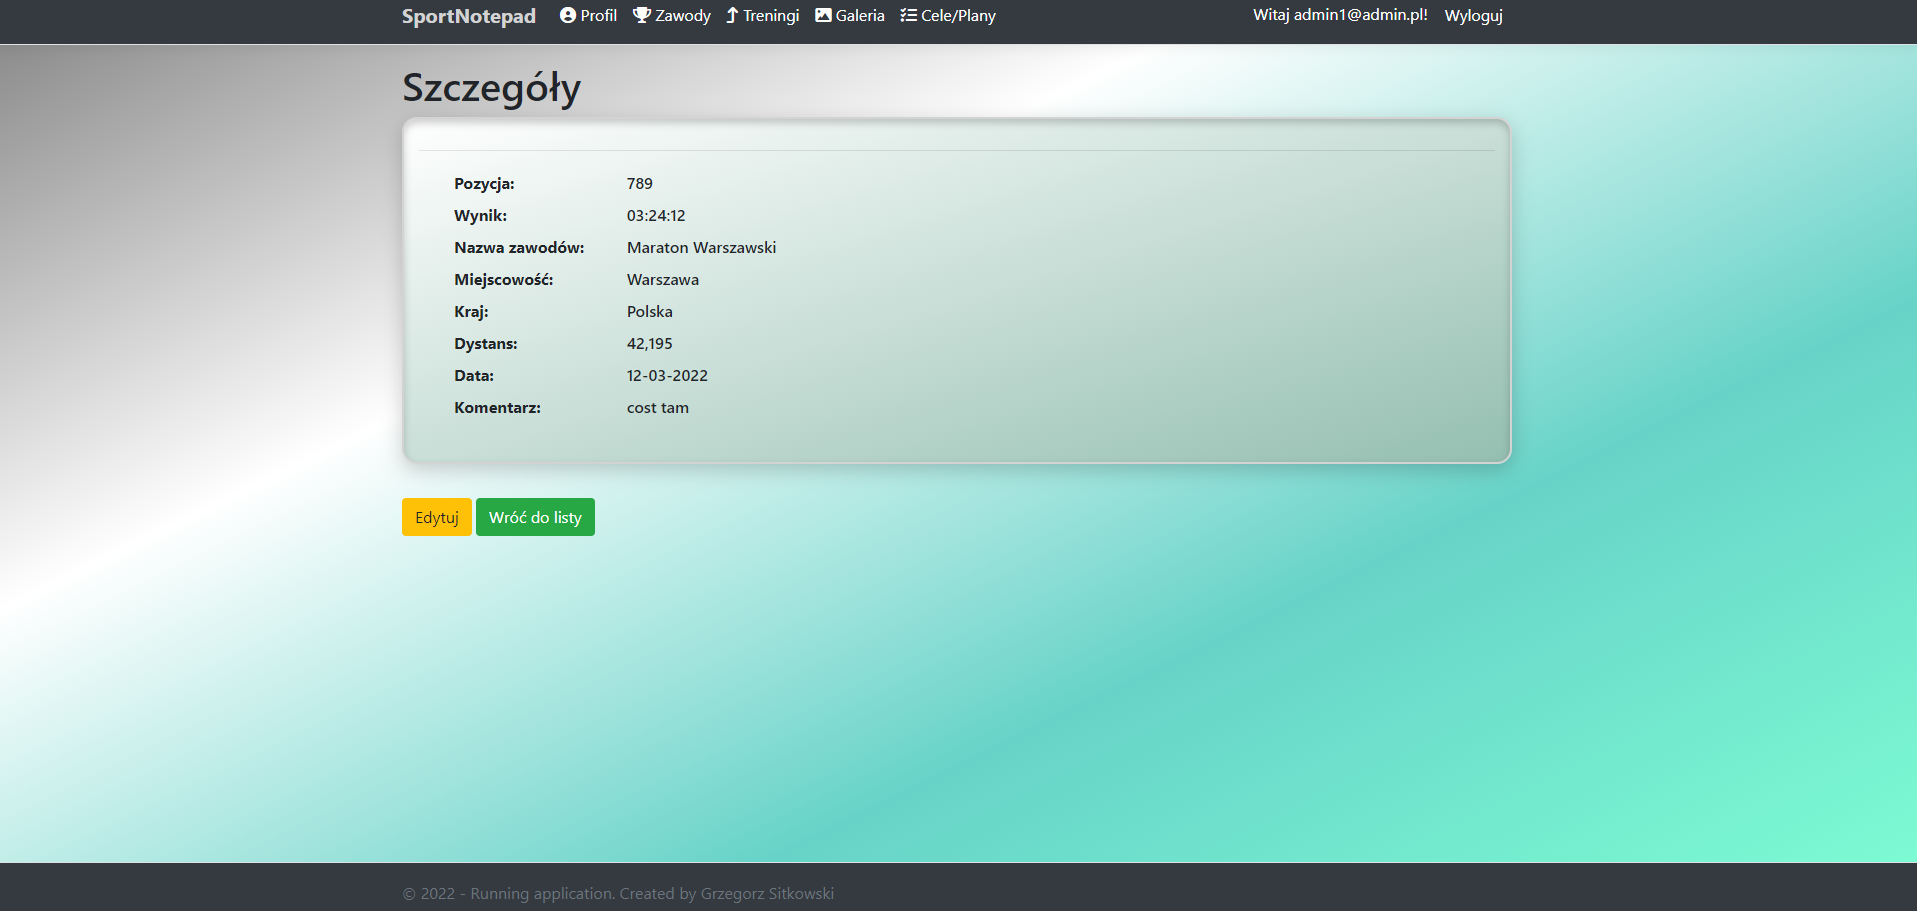 SportNotepad Profil Zawody Treningi Galeria Cele/Plany Witaj admin1@admin.pl! Wyloguj
Szczegóły
Pozycja: 789
Wynik: 03:24:12
Nazwa zawodów: Maraton Warszawski
Miejscowość: Warszawa
Kraj: Polska
Dystans: 42,195
Data: 12-03-2022
Komentarz: cost tam
Edytuj Wróć do listy
© 2022 - Running application. Created by Grzegorz Sitkowski